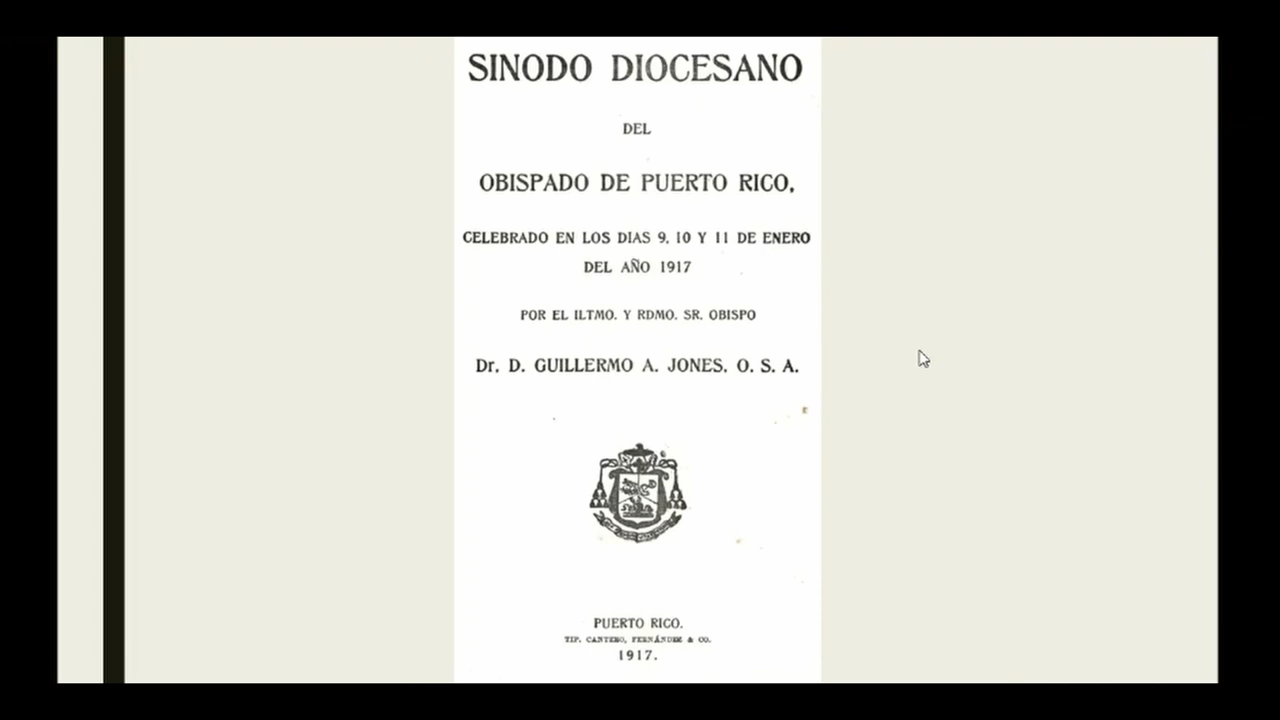 SINODO DIOCESANO
DEL
OBISPADO DE PUERTO RICO,
CELEBRADO EN LOS DIAS 9, 10 Y 11 DE ENERO
DEL AÑO 1917
POR EL ILTMO. Y RDMO. SR. OBISPO
Dr. D. GUILLERMO A. JONES, O. S. A.
PUERTO RICO.
TIP. CANTERO, FERNÁNDEZ & CO.
1917.